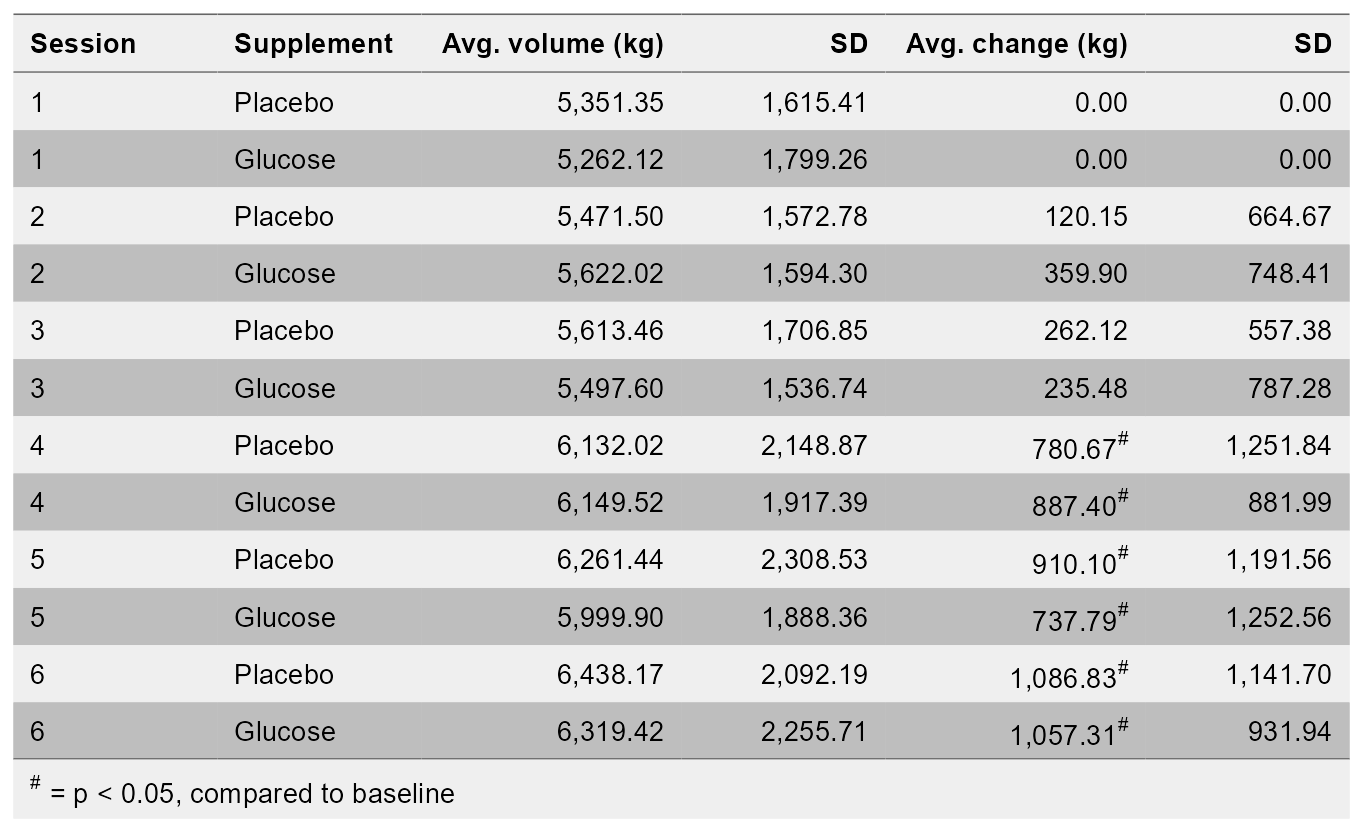 Session Supplement Avg. volume (kg) SD Avg. change (kg) SD
1 Placebo 5,351.35 1,615.41 0.00 0.00
1 Glucose 5,262.12 1,799.26 0.00 0.00
2 Placebo 5,471.50 1,572.78 120.15 664.67
2 Glucose 5,622.02 1,594.30 359.90 748.41
3 Placebo 5,613.46 1,706.85 262.12 557.38
3 Glucose 5,497.60 1,536.74 235.48 787.28
4 Placebo 6,132.02 2,148.87 780.67# 1,251.84
4 Glucose 6,149.52 1,917.39 887.40# 881.99
5 Placebo 6,261.44 2,308.53 910.10# 1,191.56
5 Glucose 5,999.90 1,888.36 737.79# 1,252.56
6 Placebo 6,438.17 2,092.19 1,086.83# 1,141.70
6 Glucose 6,319.42 2,255.71 1,057.31# 931.94
# = p < 0.05, compared to baseline